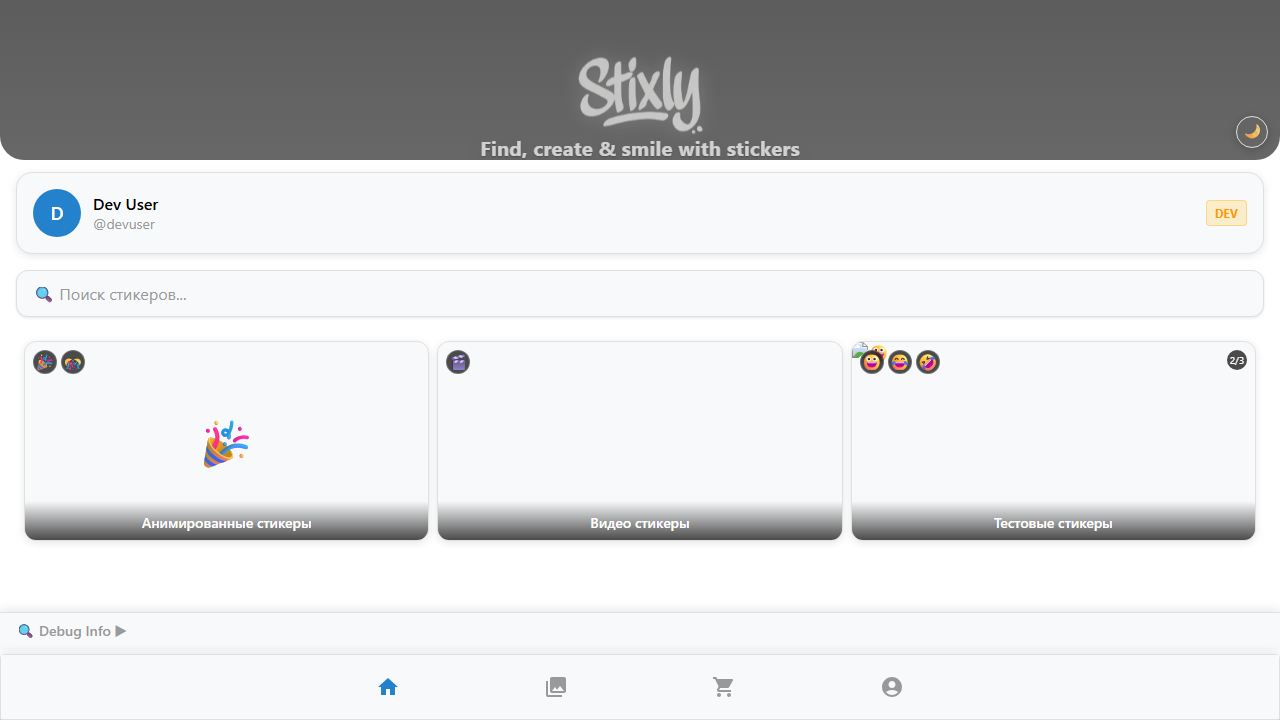 Stixly
Find, create & smile with stickers
D
Dev User
@devuser
DEV
Поиск стикеров...
2/3
Анимированные стикеры
Видео стикеры
Тестовые стикеры
Debug Info ▶